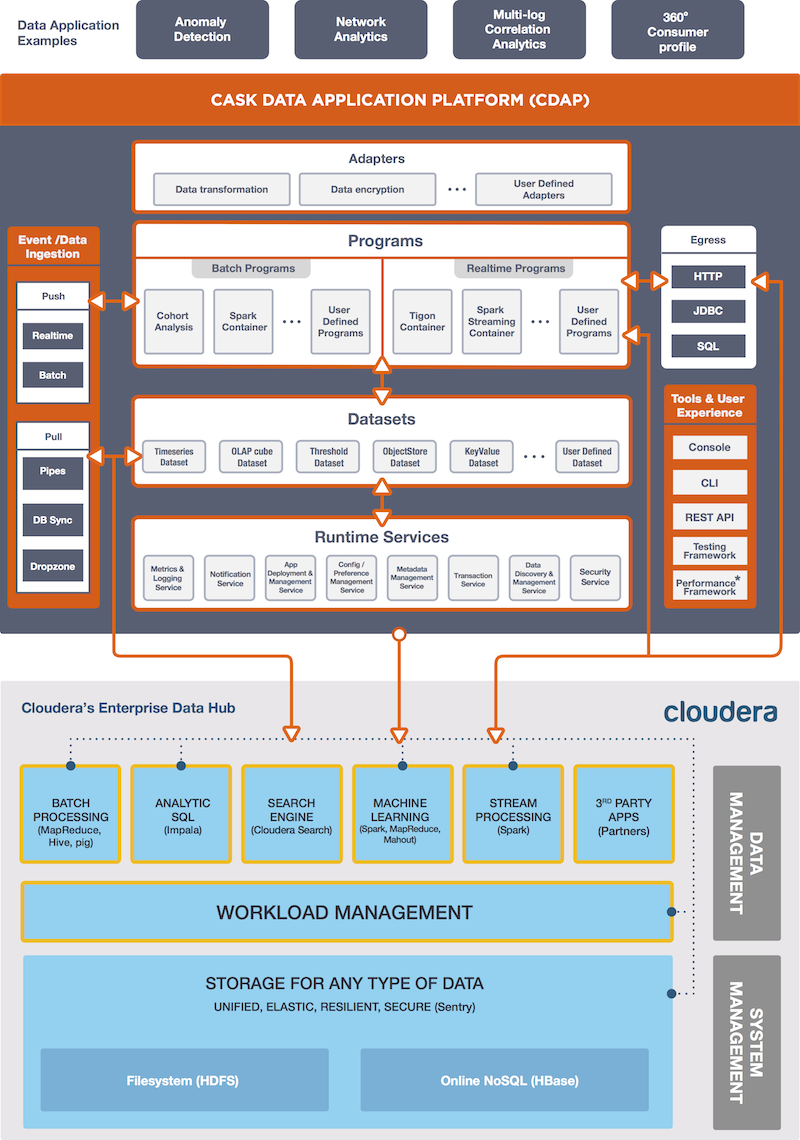 Data Application
Examples
Anomaly
Detection
Network
Analytics
Multi-log
Correlation
Analytics
360°
Consumer
profile
CASK DATA APPLICATION PLATFORM (CDAP)
Adapters
Data transformation
Data encryption
...
User Defined
Adapters
Event /Data
Ingestion
Push
Realtime
Batch
Pull
Pipes
DB Sync
Dropzone
Programs
Batch Programs
Cohort
Analysis
Spark
Container
...
User
Defined
Programs
Realtime Programs
Tigon
Container
Spark
Streaming
Container
...
User
Defined
Programs
Egress
HTTP
JDBC
SQL
Datasets
Timeseries
Dataset
OLAP cube
Dataset
Threshold
Dataset
ObjectStore
Dataset
KeyValue
Dataset
...
User Defined
Dataset
Tools & User
Experience
Console
CLI
REST API
Testing
Framework
Performance*
Framework
Runtime Services
Metrics &
Logging
Service
Notification
Service
App
Deployment &
Management
Service
Config /
Preference
Management
Service
Metadata
Management
Service
Transaction
Service
Data
Discovery &
Management
Service
Security
Service
Cloudera's Enterprise Data Hub
cloudera
BATCH
PROCESSING
(MapReduce,
Hive, pig)
ANALYTIC
SQL
(Impala)
SEARCH
ENGINE
(Cloudera Search)
MACHINE
LEARNING
(Spark, MapReduce,
Mahout)
STREAM
PROCESSING
(Spark)
3RD PARTY
APPS
(Partners)
DATA
MANAGEMENT
WORKLOAD MANAGEMENT
STORAGE FOR ANY TYPE OF DATA
UNIFIED, ELASTIC, RESILIENT, SECURE (Sentry)
Filesystem (HDFS)
Online NoSQL (HBase)
SYSTEM
MANAGEMENT